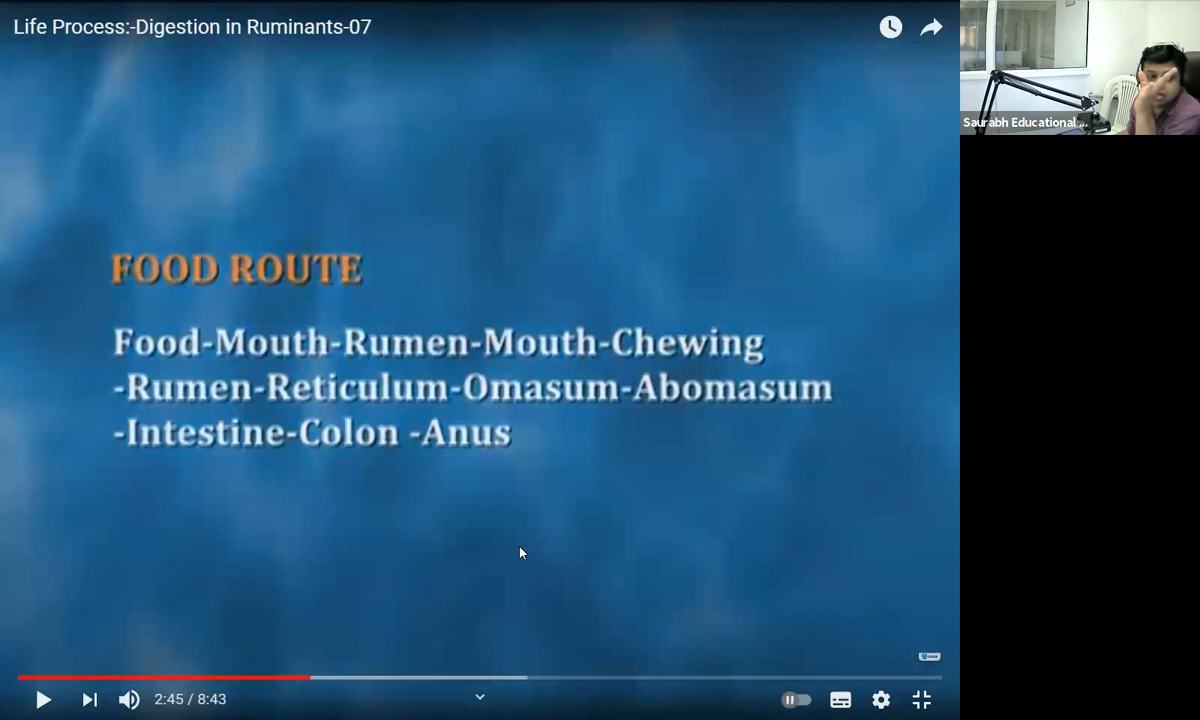 Life Process:-Digestion in Ruminants-07
Saurabh Educational ...
FOOD ROUTE
Food-Mouth-Rumen-Mouth-Chewing
-Rumen-Reticulum-Omasum-Abomasum
-Intestine-Colon -Anus
2:45 / 8:43